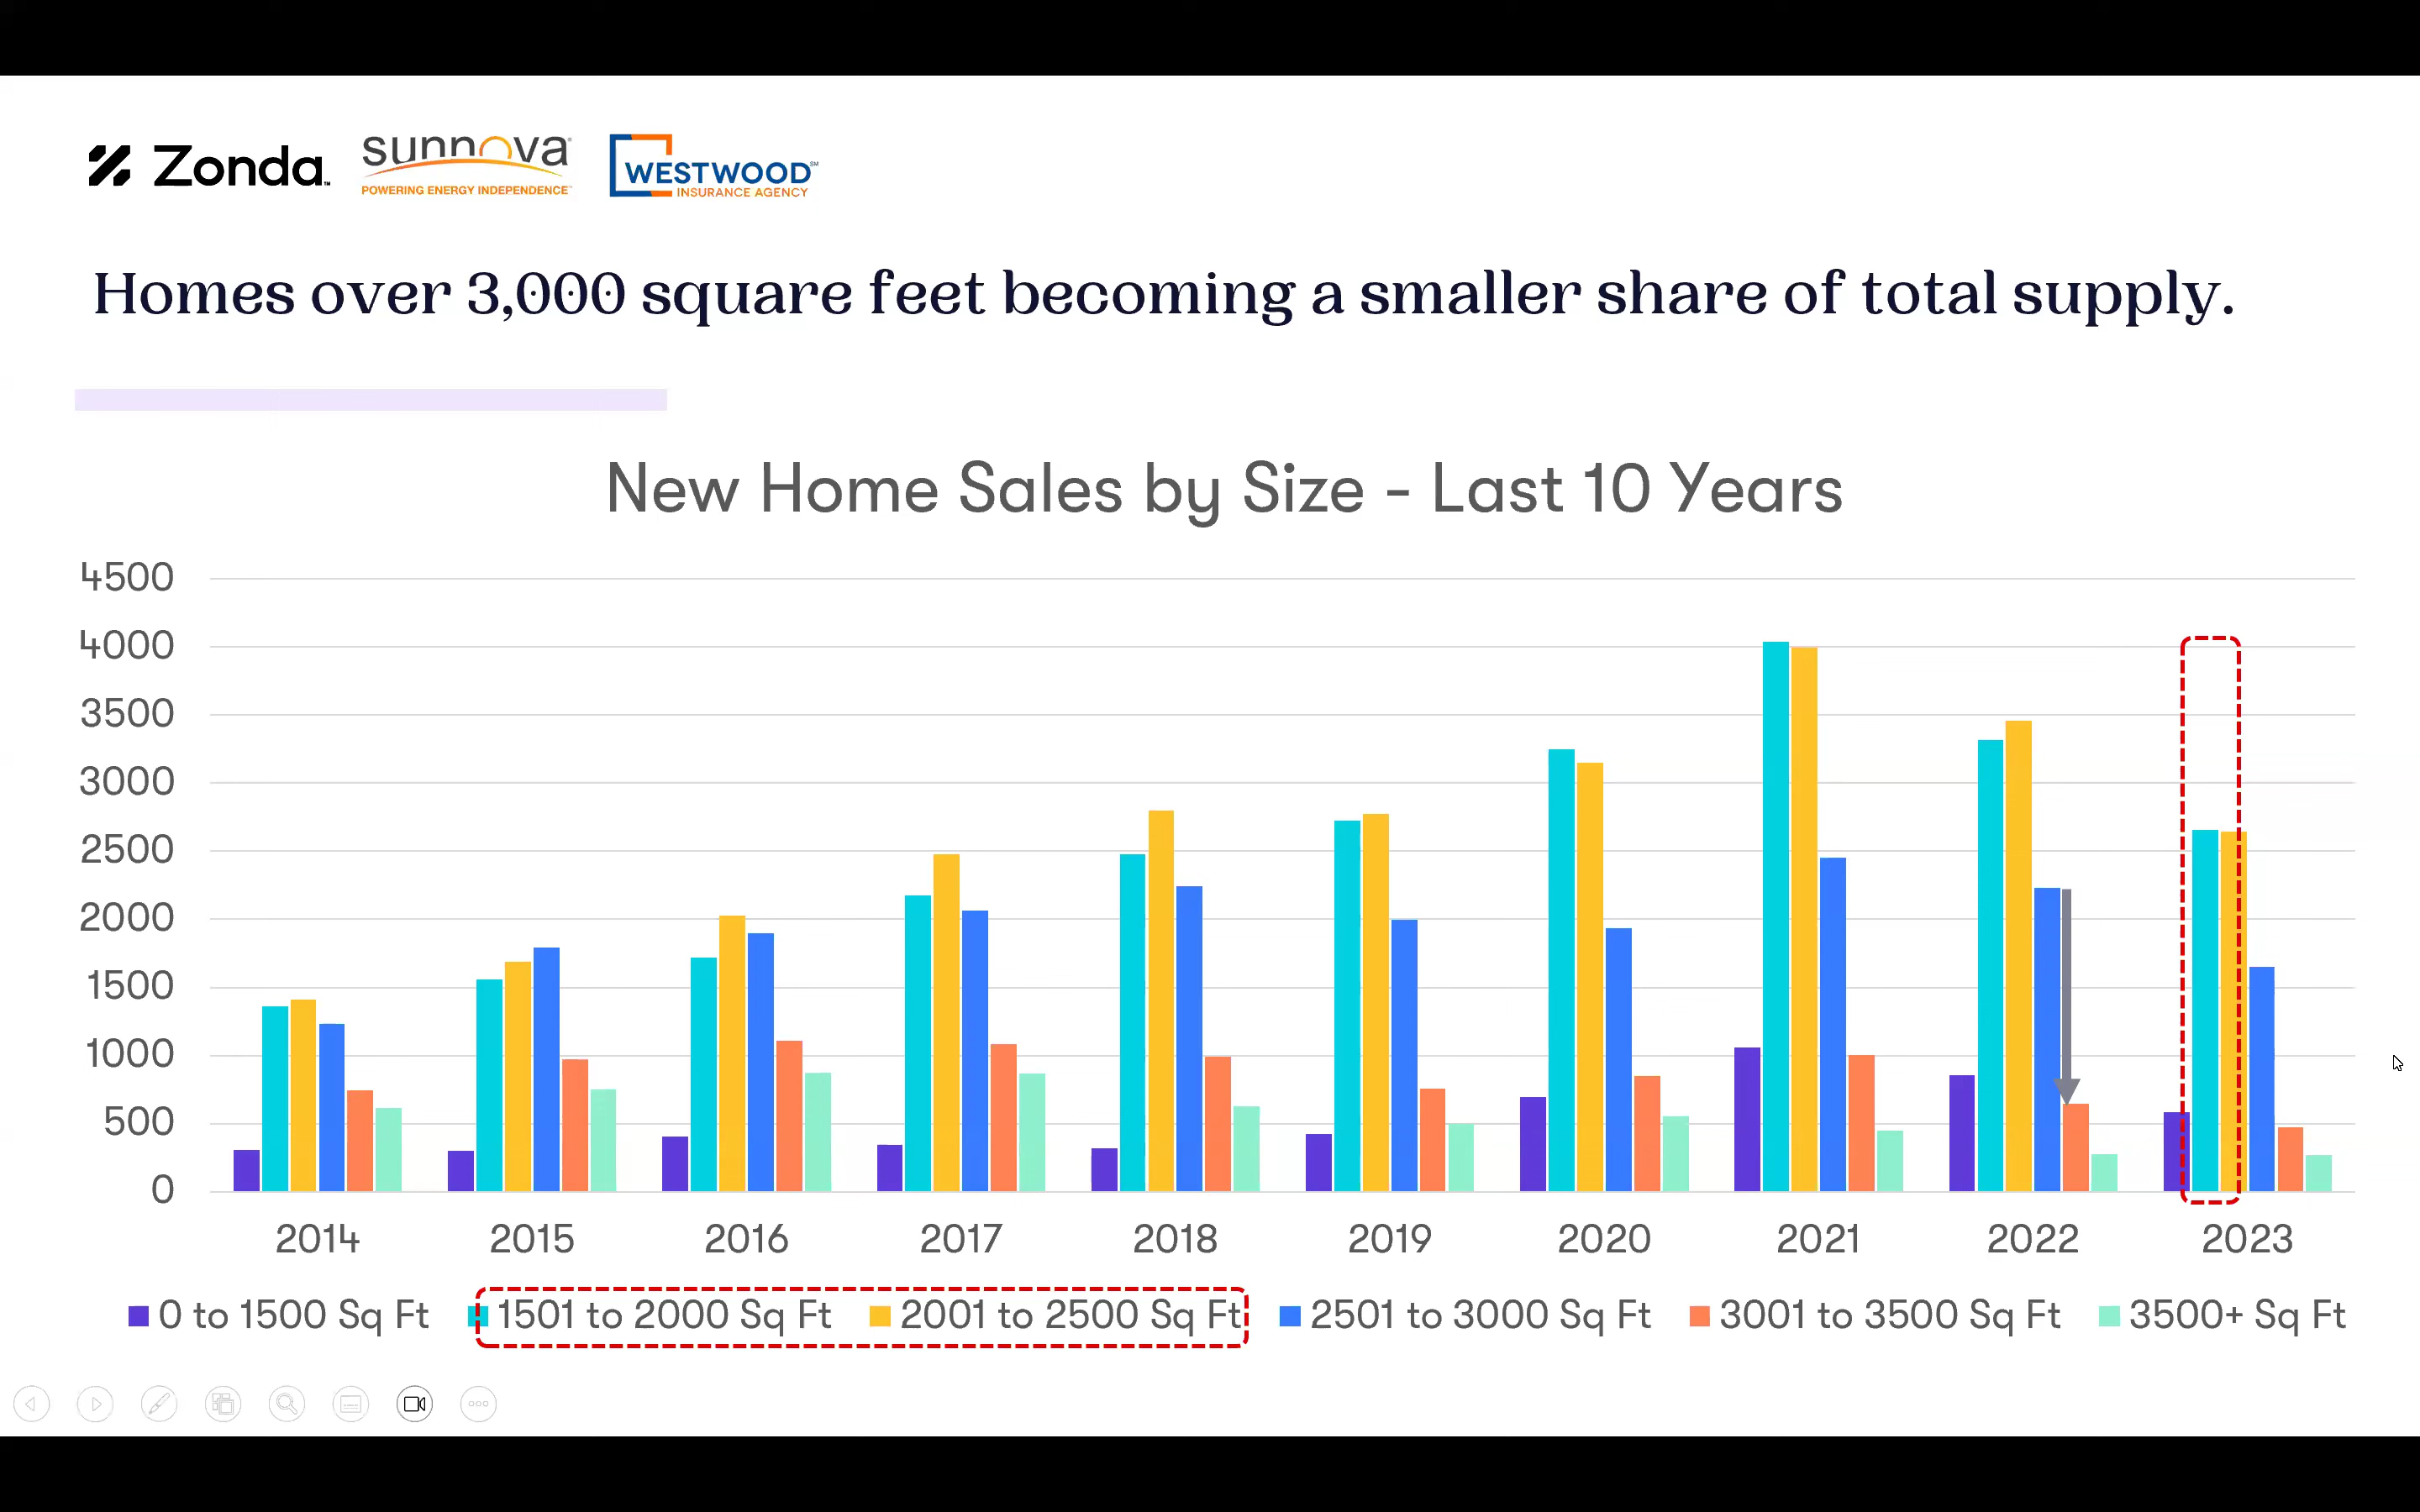 Zonda™
sunnova
POWERING ENERGY INDEPENDENCE
WESTWOOD℠
INSURANCE AGENCY
Homes over 3,000 square feet becoming a smaller share of total supply.
New Home Sales by Size - Last 10 Years
4500
4000
3500
3000
2500
2000
1500
1000
500
0
2014 2015 2016 2017 2018 2019 2020 2021 2022 2023
0 to 1500 Sq Ft 1501 to 2000 Sq Ft 2001 to 2500 Sq Ft 2501 to 3000 Sq Ft 3001 to 3500 Sq Ft 3500+ Sq Ft